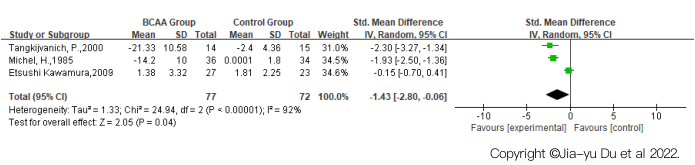 BCAA Group Control Group Std. Mean Difference Std. Mean Difference
Study or Subgroup Mean SD Total Mean SD Total Weight IV, Random, 95% CI IV, Random, 95% CI
Tangkijvanich, P.,2000 -21.33 10.58 14 -2.4 4.36 15 31.0% -2.30 [-3.27, -1.34]
Michel, H.,1985 -14.2 10 36 0.0001 1.8 34 34.4% -1.93 [-2.50, -1.36]
Etsushi Kawamura,2009 1.38 3.32 27 1.81 2.25 23 34.6% -0.15 [-0.70, 0.41]
Total (95% CI) 77 72 100.0% -1.43 [-2.80, -0.06]
Heterogeneity: Tau² = 1.33; Chi² = 24.94, df = 2 (P < 0.00001); I² = 92%
Test for overall effect: Z = 2.05 (P = 0.04)
-4 -2 0 2 4
Favours [experimental] Favours [control]
Copyright ©Jia-yu Du et al 2022.